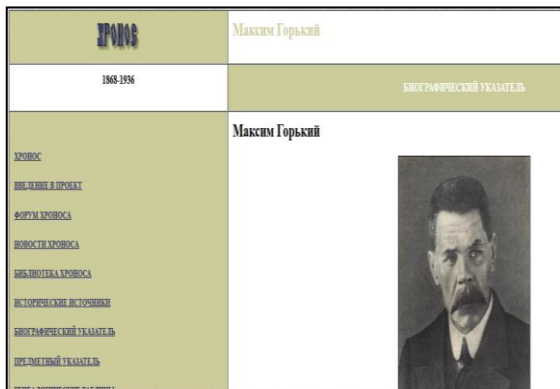 ХРОНОС
Максим Горький
1868-1936
БИОГРАФИЧЕСКИЙ УКАЗАТЕЛЬ
Максим Горький
ХРОНОС
ВВЕДЕНИЕ В ПРОЕКТ
ФОРУМ ХРОНОСА
НОВОСТИ ХРОНОСА
БИБЛИОТЕКА ХРОНОСА
ИСТОРИЧЕСКИЕ ИСТОЧНИКИ
БИОГРАФИЧЕСКИЙ УКАЗАТЕЛЬ
ПРЕДМЕТНЫЙ УКАЗАТЕЛЬ